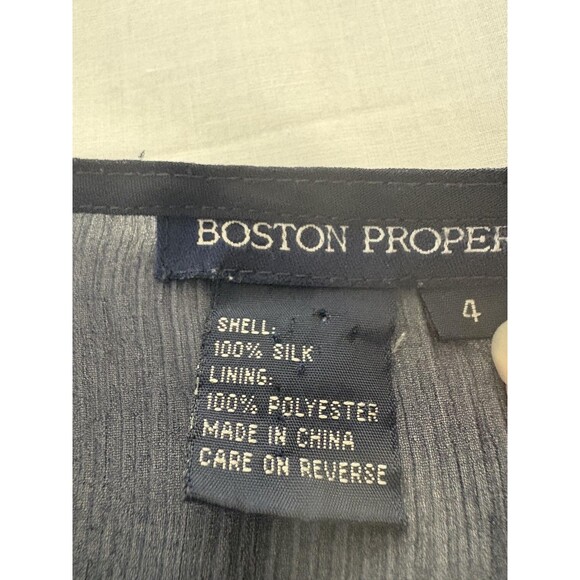 BOSTON PROPER
4
SHELL:
100% SILK
LINING:
100% POLYESTER
MADE IN CHINA
CARE ON REVERSE